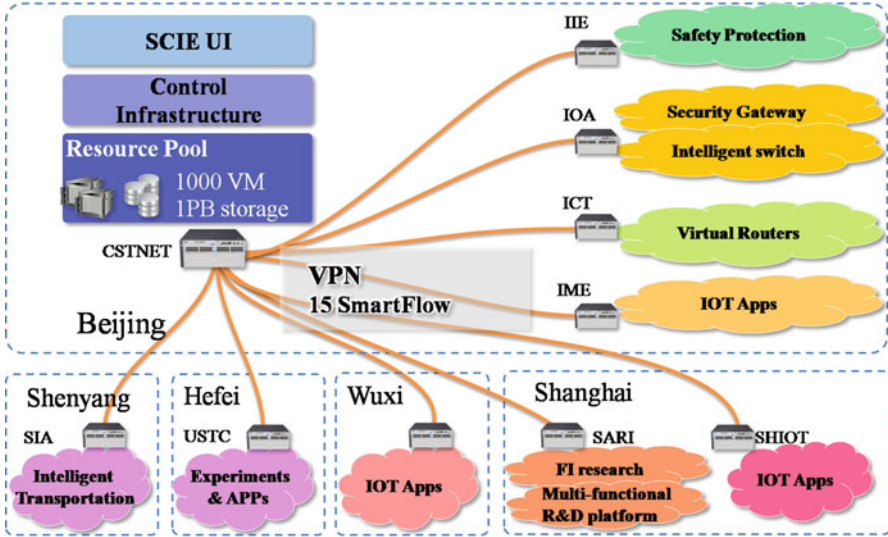 SCIE UI
Control
Infrastructure
Resource Pool
1000 VM
1PB storage
CSTNET
VPN
15 SmartFlow
Beijing
IIE
Safety Protection
IOA
Security Gateway
Intelligent switch
ICT
Virtual Routers
IME
IOT Apps
Shenyang
SIA
Intelligent
Transportation
Hefei
USTC
Experiments
& APPs
Wuxi
IOT Apps
Shanghai
SARI
FI research
Multi-functional
R&D platform
SHIOT
IOT Apps